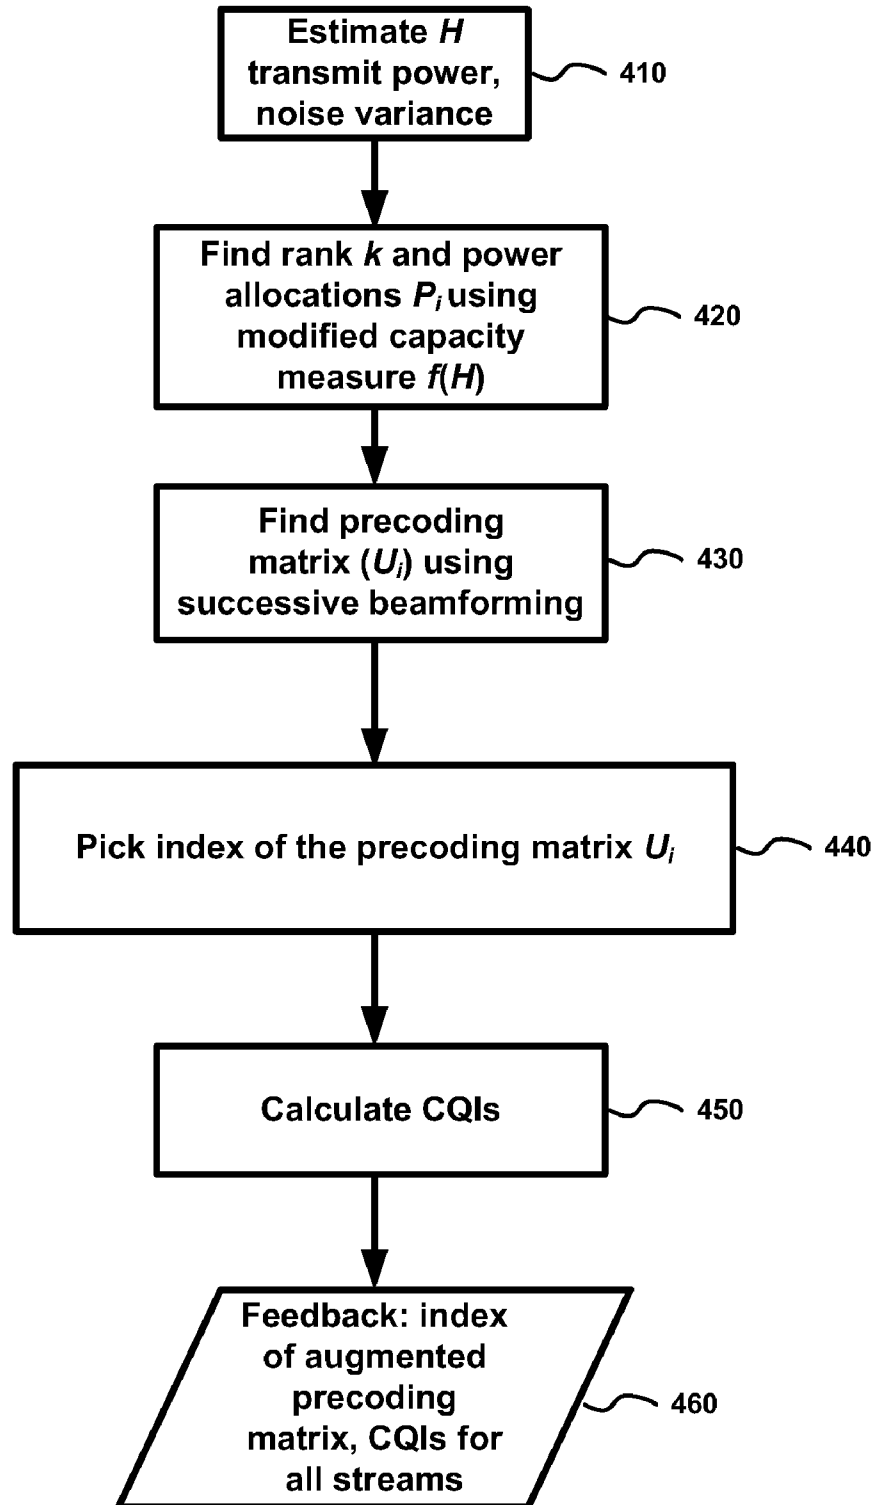 Estimate H
transmit power,
noise variance
410
Find rank k and power
allocations Pi using
modified capacity
measure f(H)
420
Find precoding
matrix (Ui) using
successive beamforming
430
Pick index of the precoding matrix Ui
440
Calculate CQIs
450
Feedback: index
of augmented
precoding
matrix, CQIs for
all streams
460